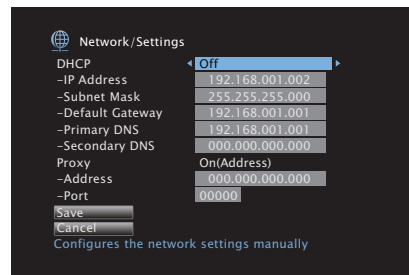 Network/Settings
DHCP Off
–IP Address 192.168.001.002
–Subnet Mask 255.255.255.000
–Default Gateway 192.168.001.001
–Primary DNS 192.168.001.001
–Secondary DNS 000.000.000.000
Proxy On(Address)
–Address 000.000.000.000
–Port 00000
Save
Cancel
Configures the network settings manually